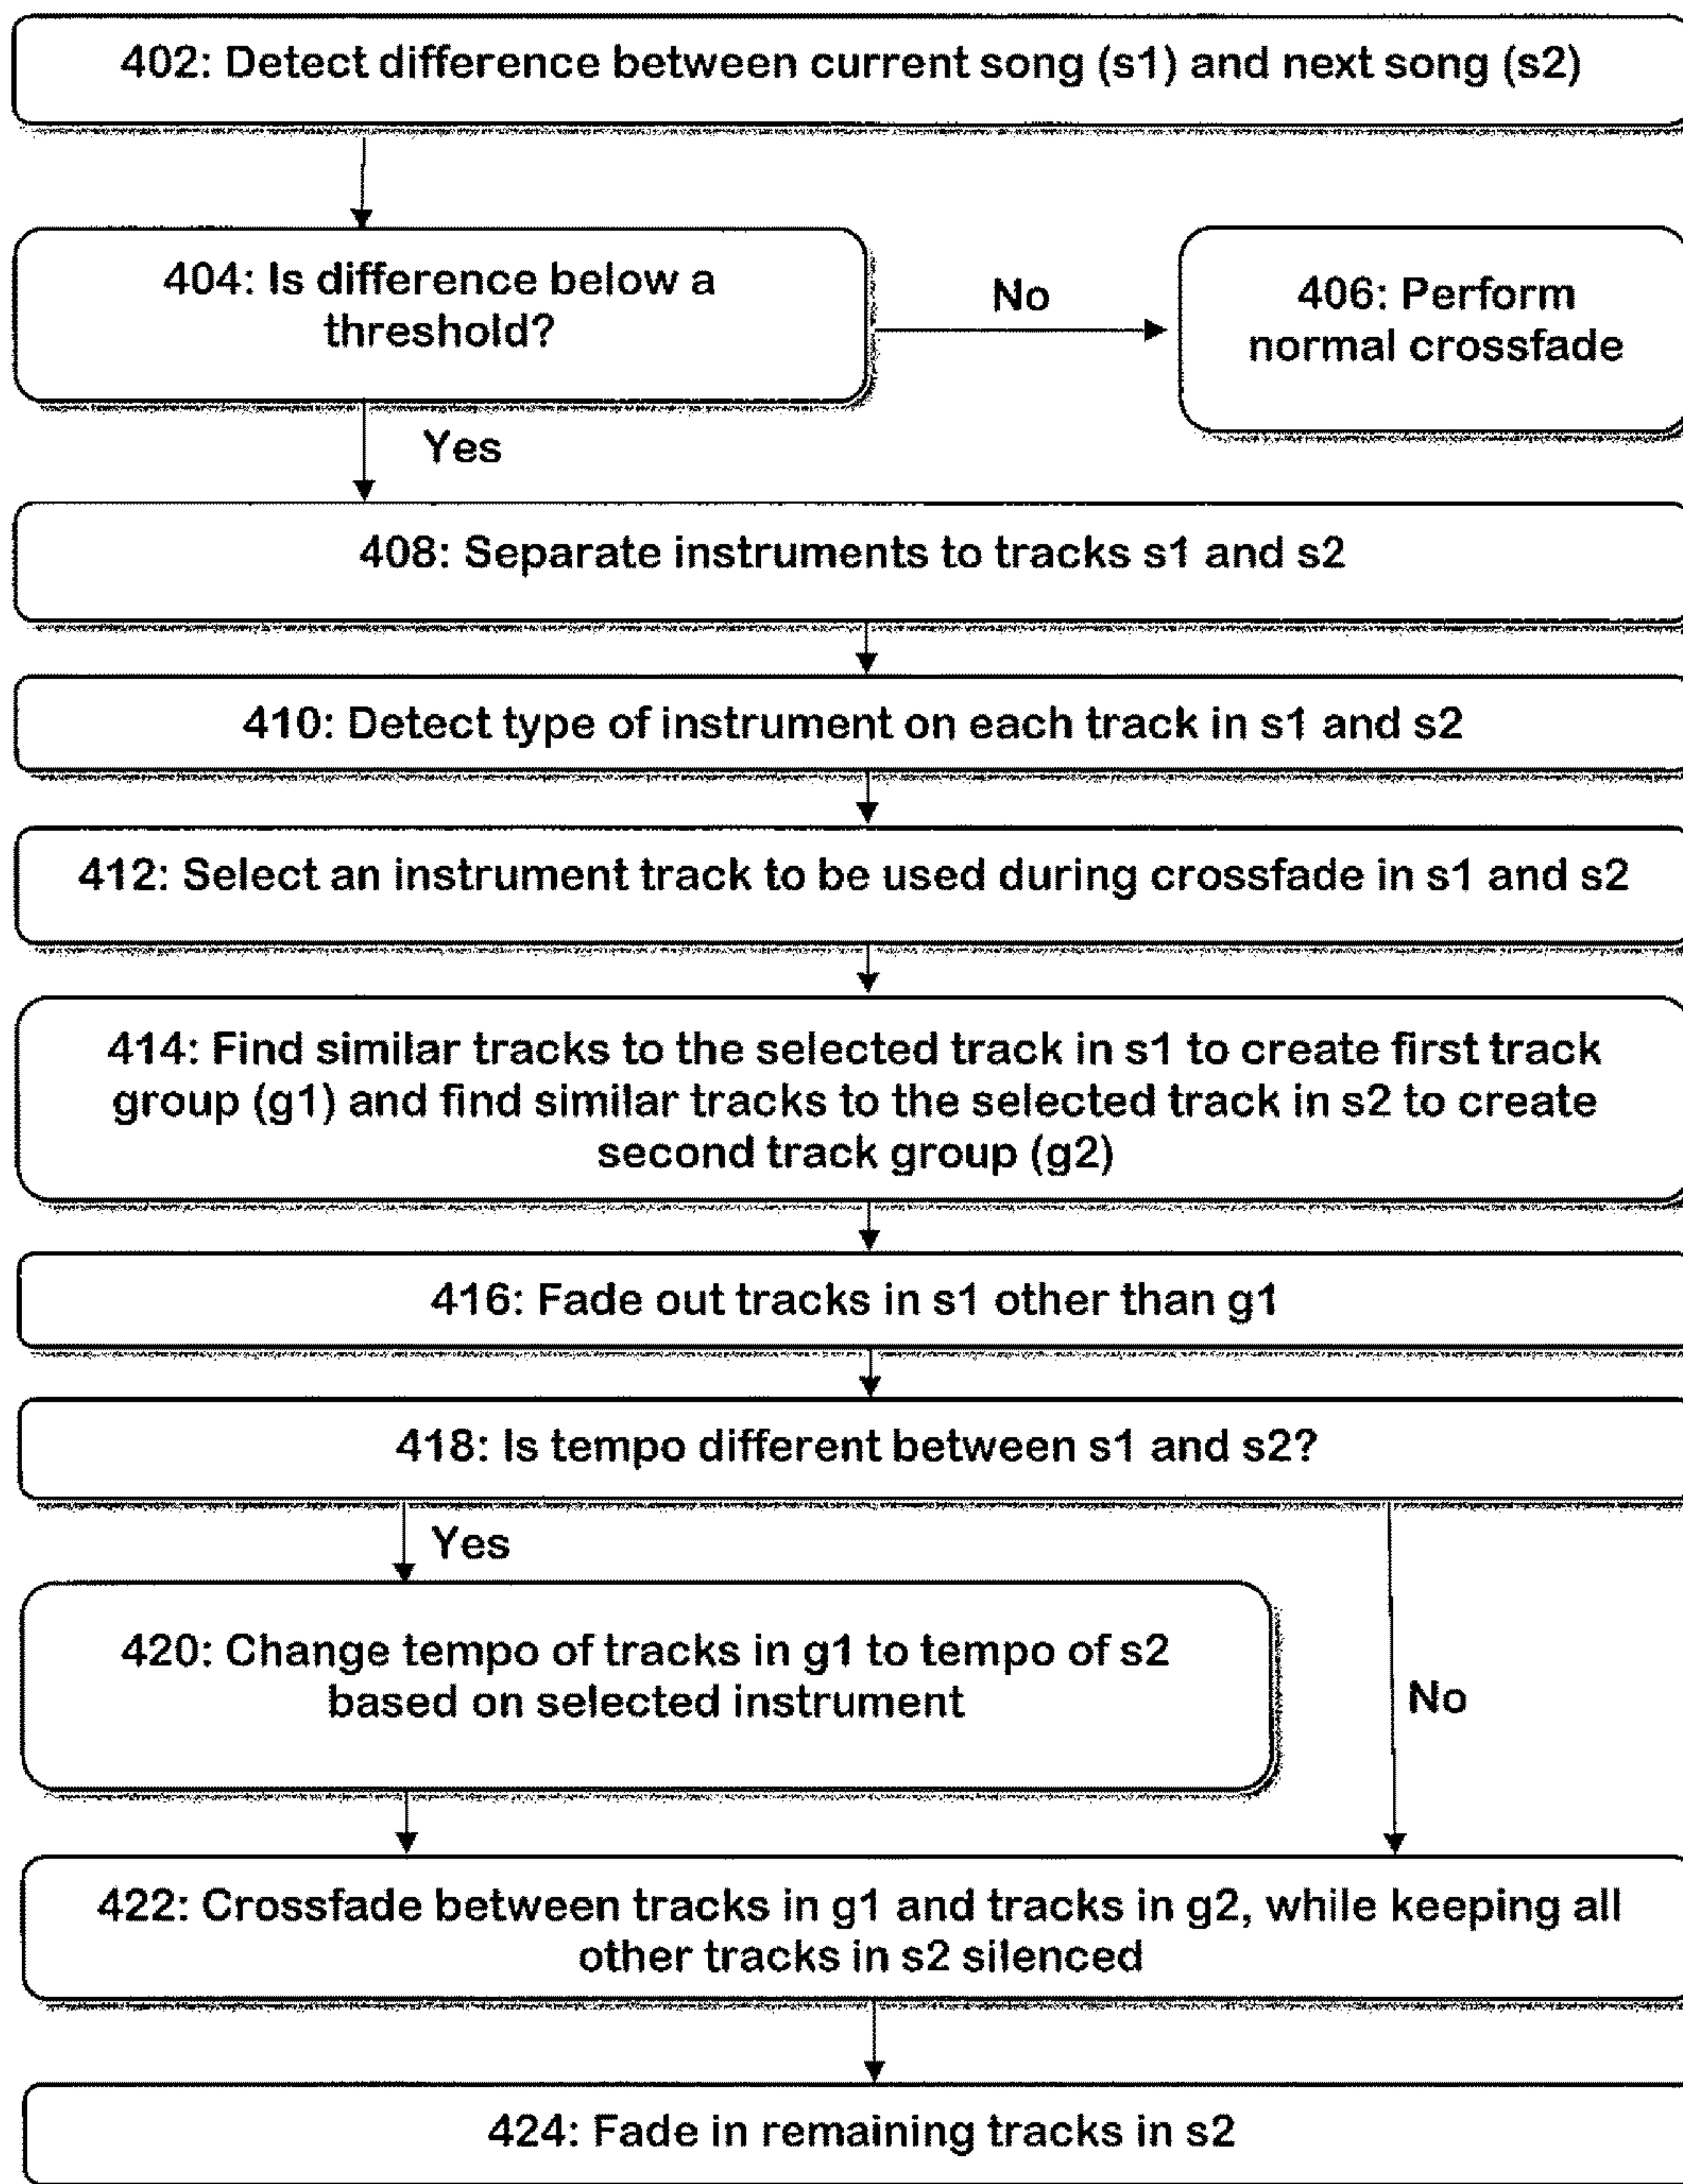 402: Detect difference between current song (s1) and next song (s2)
404: Is difference below a
threshold?
No
406: Perform
normal crossfade
Yes
408: Separate instruments to tracks s1 and s2
410: Detect type of instrument on each track in s1 and s2
412: Select an instrument track to be used during crossfade in s1 and s2
414: Find similar tracks to the selected track in s1 to create first track
group (g1) and find similar tracks to the selected track in s2 to create
second track group (g2)
416: Fade out tracks in s1 other than g1
418: Is tempo different between s1 and s2?
Yes
420: Change tempo of tracks in g1 to tempo of s2
based on selected instrument
No
422: Crossfade between tracks in g1 and tracks in g2, while keeping all
other tracks in s2 silenced
424: Fade in remaining tracks in s2